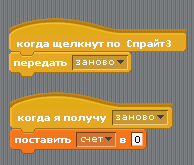 когда щелкнут по Спрайт3
передать заново
когда я получу заново
поставить счет в 0